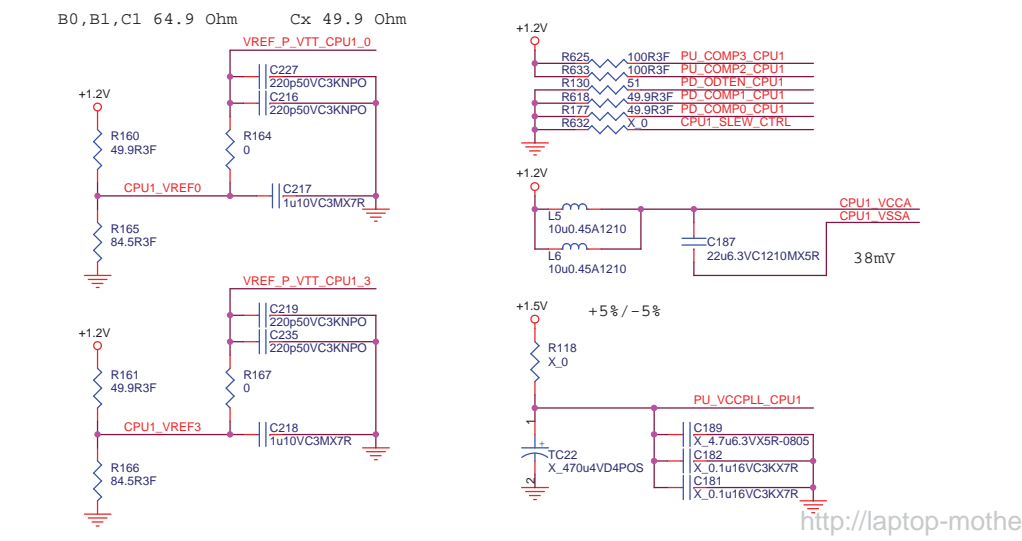 B0,B1,C1 64.9 Ohm Cx 49.9 Ohm
VREF_P_VTT_CPU1_0
C227
220p50VC3KNPO
C216
220p50VC3KNPO
+1.2V
R160
49.9R3F
R164
0
CPU1_VREF0
C217
1u10VC3MX7R
R165
84.5R3F
VREF_P_VTT_CPU1_3
C219
220p50VC3KNPO
C235
220p50VC3KNPO
+1.2V
R161
49.9R3F
R167
0
CPU1_VREF3
C218
1u10VC3MX7R
R166
84.5R3F
+1.2V
R625 100R3F PU_COMP3_CPU1
R633 100R3F PU_COMP2_CPU1
R130 51 PD_ODTEN_CPU1
R618 49.9R3F PD_COMP1_CPU1
R177 49.9R3F PD_COMP0_CPU1
R632 X_0 CPU1_SLEW_CTRL
+1.2V
CPU1_VCCA
CPU1_VSSA
L5
10u0.45A1210
C187
22u6.3VC1210MX5R
38mV
L6
10u0.45A1210
+1.5V
+5%/-5%
R118
X_0
PU_VCCPLL_CPU1
1
+
TC22
X_470u4VD4POS
2
C189
X_4.7u6.3VX5R-0805
C182
X_0.1u16VC3KX7R
C181
X_0.1u16VC3KX7R
http://laptop-mothe